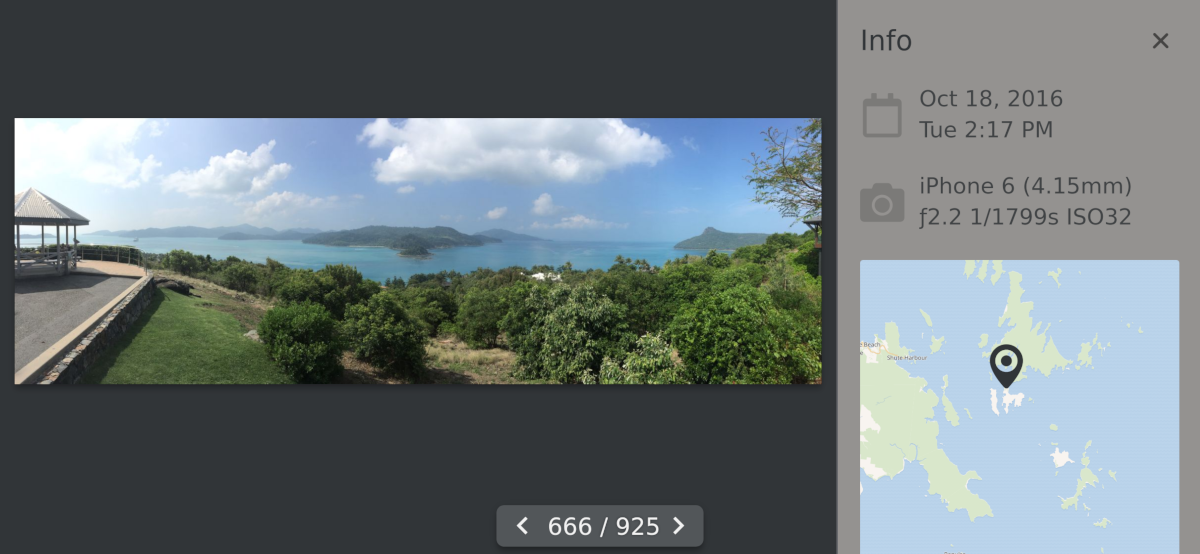 Info
Oct 18, 2016
Tue 2:17 PM
iPhone 6 (4.15mm)
ƒ2.2 1/1799s ISO32
Beach
Shute Harbour
666 / 925